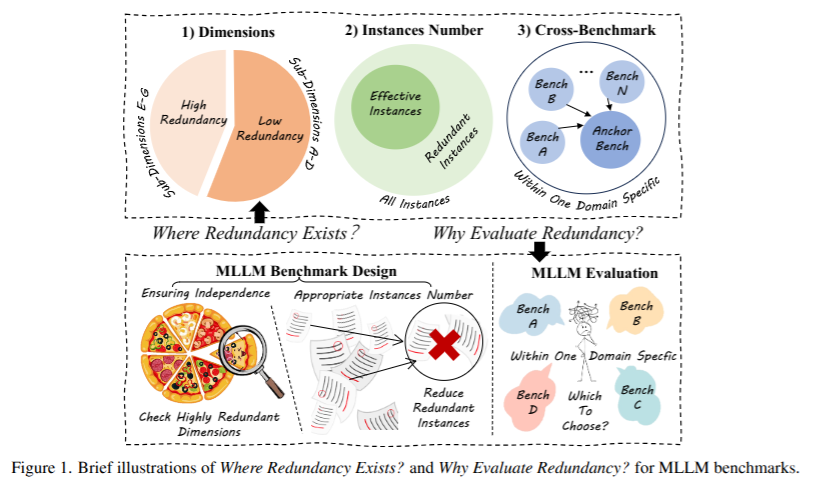 1) Dimensions
High
Redundancy
Low
Redundancy
Sub-Dimensions E-G
Sub-Dimensions A-D
2) Instances Number
Effective
Instances
Redundant
Instances
All Instances
3) Cross-Benchmark
Bench
B
...
Bench
N
Bench
A
Anchor
Bench
Within One Domain Specific
Where Redundancy Exists?
Why Evaluate Redundancy?
MLLM Benchmark Design
Ensuring Independence
Appropriate Instances Number
Check Highly Redundant
Dimensions
Reduce
Redundant
Instances
MLLM Evaluation
Bench
A
Bench
B
Within One Domain Specfic
Bench
D
Which
To
Choose?
Bench
C
Figure 1. Brief illustrations of Where Redundancy Exists? and Why Evaluate Redundancy? for MLLM benchmarks.